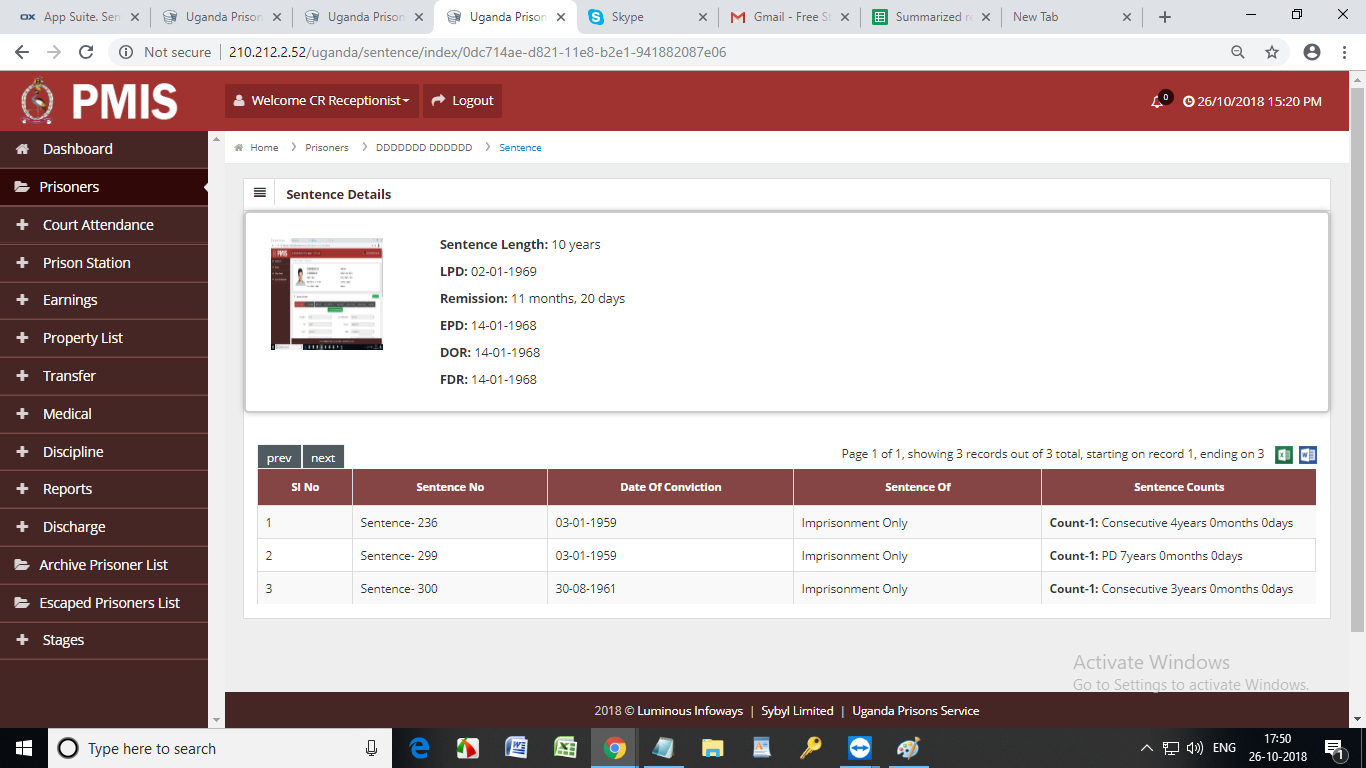 App Suite. Sen
Uganda Prison
Uganda Prison
Uganda Prison
Skype
Gmail - Free St
Summarized re
New Tab
Not secure
210.212.2.52/uganda/sentence/index/0dc714ae-d821-11e8-b2e1-941882087e06
PMIS
Welcome CR Receptionist
Logout
0
26/10/2018 15:20 PM
Dashboard
Prisoners
Court Attendance
Prison Station
Earnings
Property List
Transfer
Medical
Discipline
Reports
Discharge
Archive Prisoner List
Escaped Prisoners List
Stages
Home > Prisoners > DDDDDDD DDDDDD > Sentence
Sentence Details
Sentence Length: 10 years
LPD: 02-01-1969
Remission: 11 months, 20 days
EPD: 14-01-1968
DOR: 14-01-1968
FDR: 14-01-1968
prev next
Page 1 of 1, showing 3 records out of 3 total, starting on record 1, ending on 3
Sl No Sentence No Date Of Conviction Sentence Of Sentence Counts
1 Sentence- 236 03-01-1959 Imprisonment Only Count-1: Consecutive 4years 0months 0days
2 Sentence- 299 03-01-1959 Imprisonment Only Count-1: PD 7years 0months 0days
3 Sentence- 300 30-08-1961 Imprisonment Only Count-1: Consecutive 3years 0months 0days
Activate Windows
Go to Settings to activate Windows.
2018 © Luminous Infoways | Sybyl Limited | Uganda Prisons Service
Type here to search
ENG
17:50
26-10-2018
1